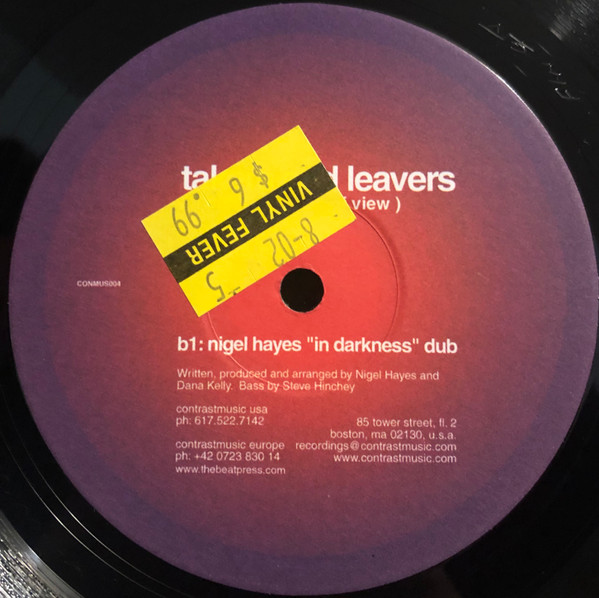 leavers
view )
$ 6 .99
VINYL FEVER
8-02
CONMUS004
b1: nigel hayes "in darkness" dub
Written, produced and arranged by Nigel Hayes and
Dana Kelly. Bass by Steve Hinchey
contrastmusic usa
ph: 617.522.7142
85 tower street, fl. 2
boston, ma 02130, u.s.a.
contrastmusic europe
recordings@contrastmusic.com
ph: +42 0723 830 14
www.contrastmusic.com
www.thebeatpress.com